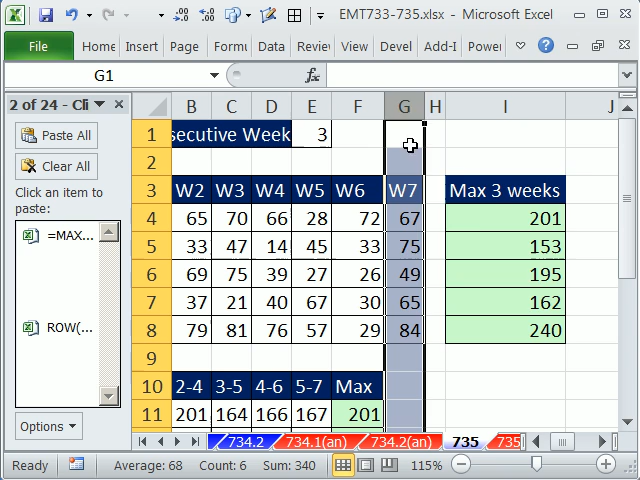 EMT733-735.xlsx - Microsoft Excel
File Home Insert Page Formu Data Reviev View Devel Add-I Power
G1 fx
2 of 24 - Cli
Paste All
Clear All
Click an item to
paste:
=MAX...
ROW(...
Options
B C D E F G H I J
1 secutive Week 3
2
3 W2 W3 W4 W5 W6 W7 Max 3 weeks
4 65 70 66 28 72 67 201
5 33 47 14 45 33 75 153
6 69 75 39 27 26 49 195
7 37 21 40 67 30 65 162
8 79 81 76 57 29 84 240
9
10 2-4 3-5 4-6 5-7 Max
11 201 164 166 167 201
734.2 734.1(an) 734.2(an) 735 735
Ready Average: 68 Count: 6 Sum: 340 115%